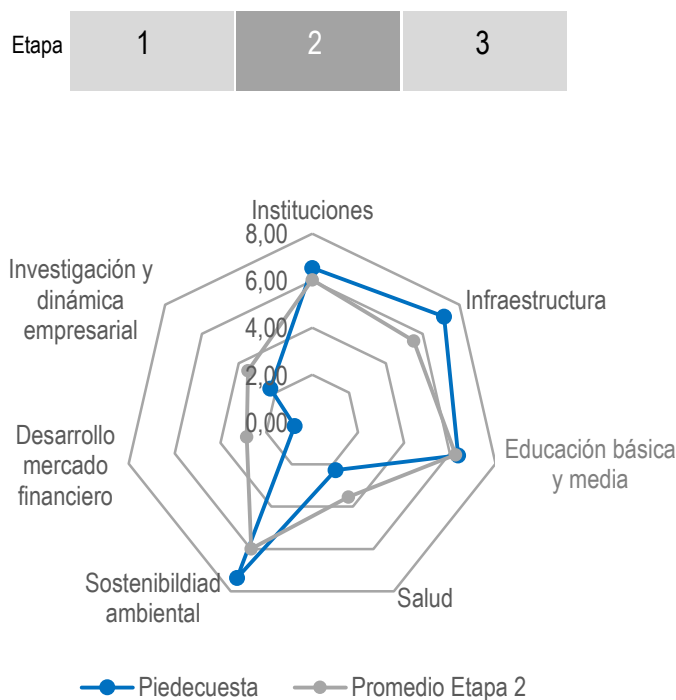 Etapa 1 2 3
Instituciones
8,00
6,00
4,00
2,00
0,00
Infraestructura
Educación básica
y media
Salud
Sostenibildiad
ambiental
Desarrollo
mercado
financiero
Investigación y
dinámica
empresarial
Piedecuesta Promedio Etapa 2